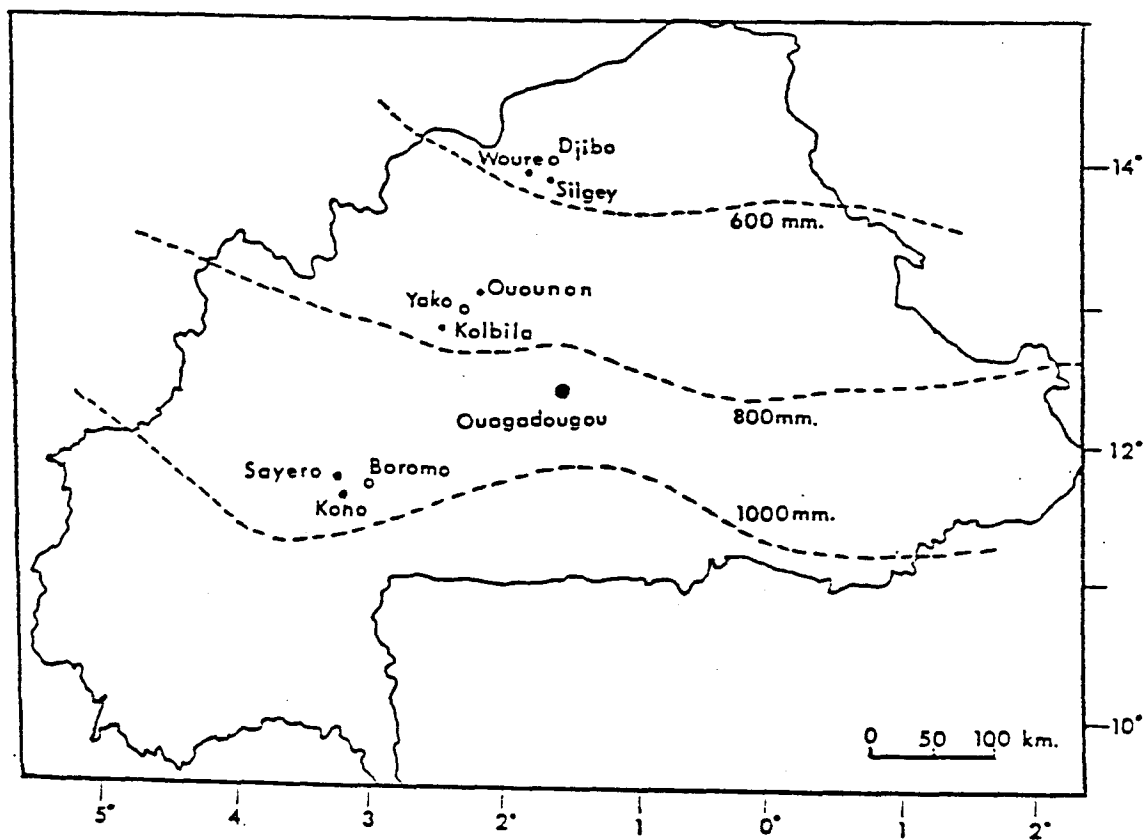 Djibo
Woure
14°
Silgey
600 mm.
Ouounon
Yako
Kolbila
Ouagadougou
800mm.
12°
Sayero
Boromo
Koho
1000mm.
10°
0 50 100 km.
5° 4 3 2 1 0° 1 2°